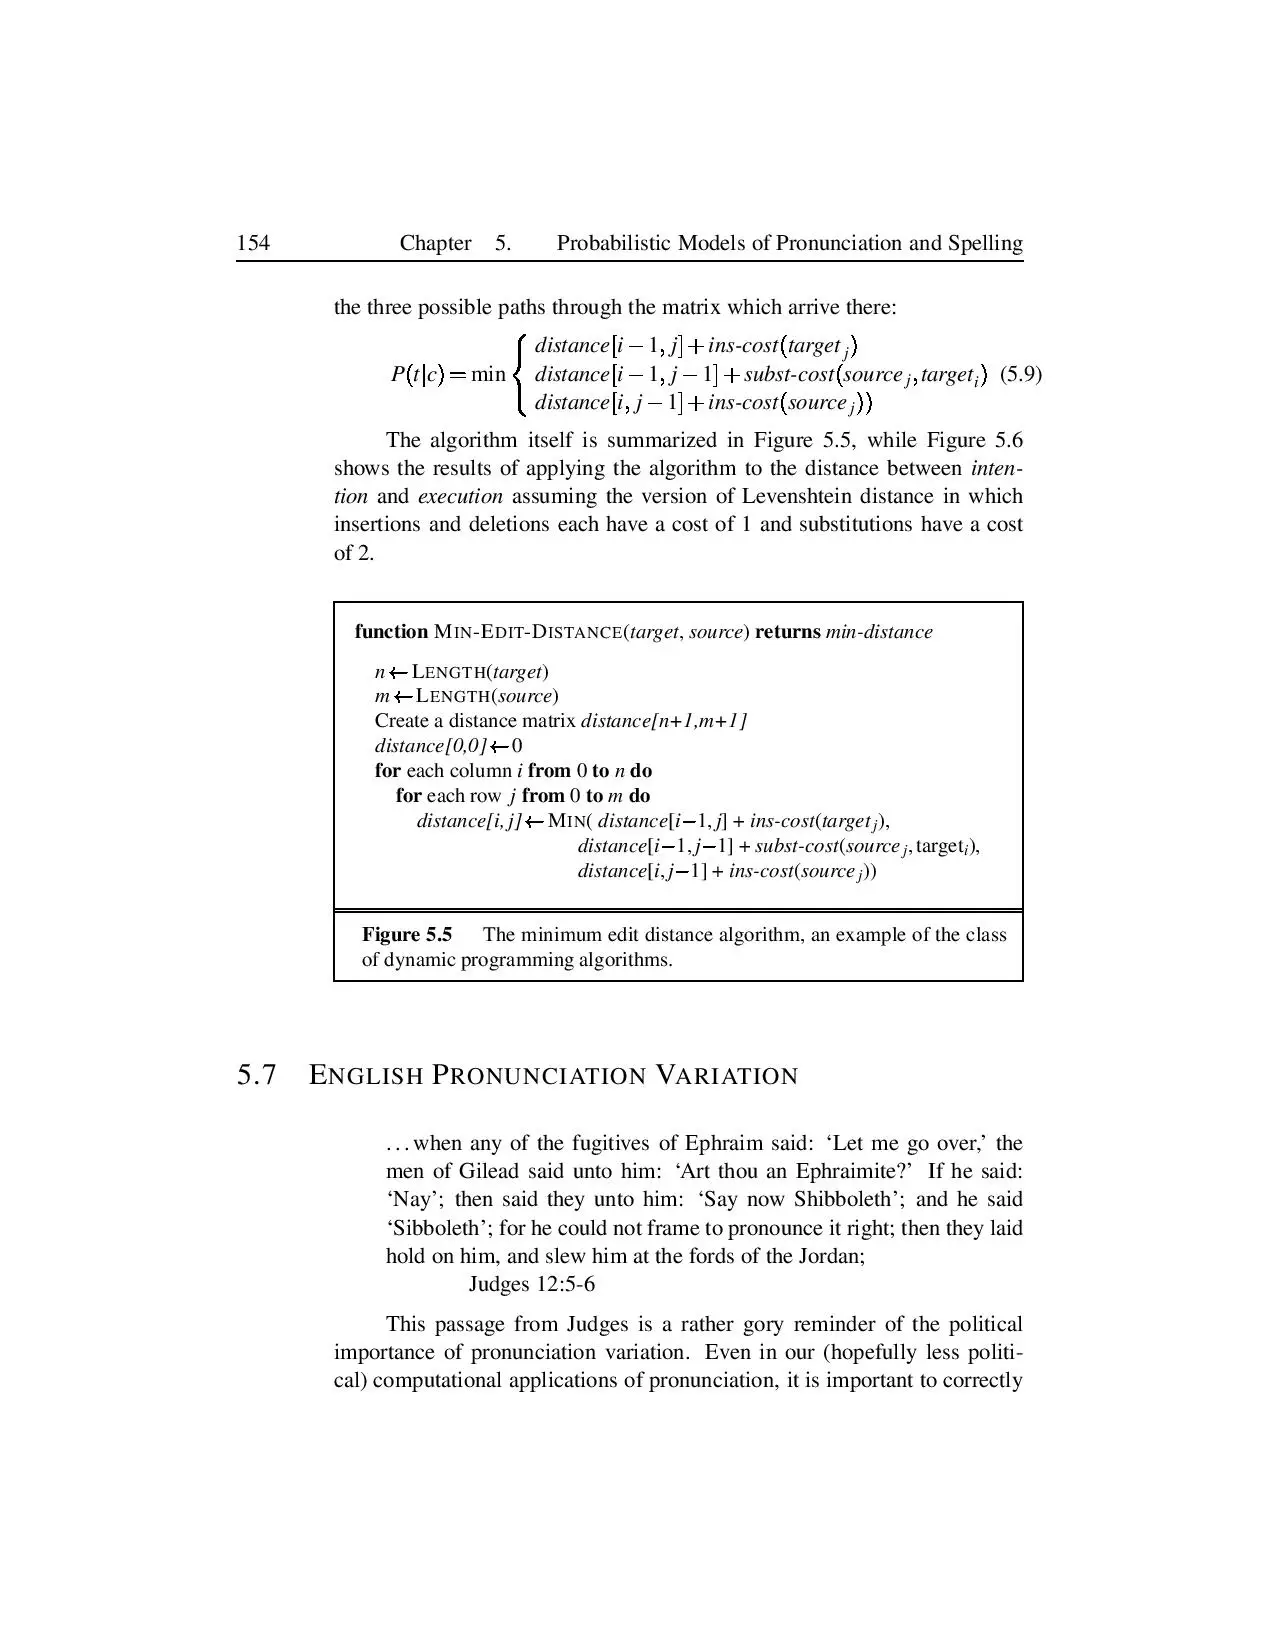 154 Chapter 5. Probabilistic Models of Pronunciation and Spelling
the three possible paths through the matrix which arrive there:
P(t|c) = min { distance[i − 1, j] + ins-cost(target_j)
distance[i − 1, j − 1] + subst-cost(source_j, target_i) (5.9)
distance[i, j − 1] + ins-cost(source_j))
The algorithm itself is summarized in Figure 5.5, while Figure 5.6
shows the results of applying the algorithm to the distance between inten-
tion and execution assuming the version of Levenshtein distance in which
insertions and deletions each have a cost of 1 and substitutions have a cost
of 2.
function MIN-EDIT-DISTANCE(target, source) returns min-distance
n ← LENGTH(target)
m ← LENGTH(source)
Create a distance matrix distance[n+1,m+1]
distance[0,0] ← 0
for each column i from 0 to n do
for each row j from 0 to m do
distance[i, j] ← MIN( distance[i−1, j] + ins-cost(target_j),
distance[i−1, j−1] + subst-cost(source_j, target_i),
distance[i, j−1] + ins-cost(source_j))
Figure 5.5 The minimum edit distance algorithm, an example of the class
of dynamic programming algorithms.
5.7 ENGLISH PRONUNCIATION VARIATION
...when any of the fugitives of Ephraim said: ‘Let me go over,’ the
men of Gilead said unto him: ‘Art thou an Ephraimite?’ If he said:
‘Nay’; then said they unto him: ‘Say now Shibboleth’; and he said
‘Sibboleth’; for he could not frame to pronounce it right; then they laid
hold on him, and slew him at the fords of the Jordan;
Judges 12:5-6
This passage from Judges is a rather gory reminder of the political
importance of pronunciation variation. Even in our (hopefully less politi-
cal) computational applications of pronunciation, it is important to correctly